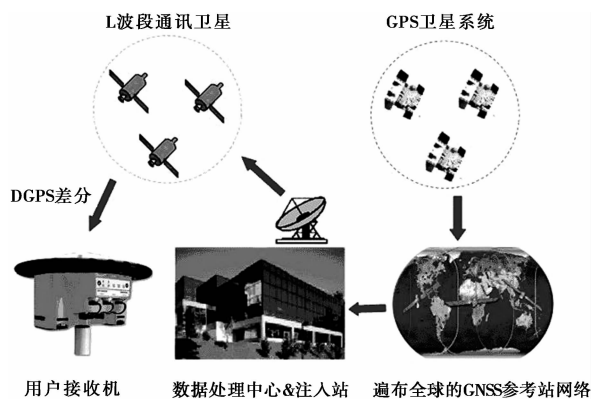 L波段通讯卫星
GPS卫星系统
DGPS差分
用户接收机
数据处理中心&注入站
遍布全球的GNSS参考站网络